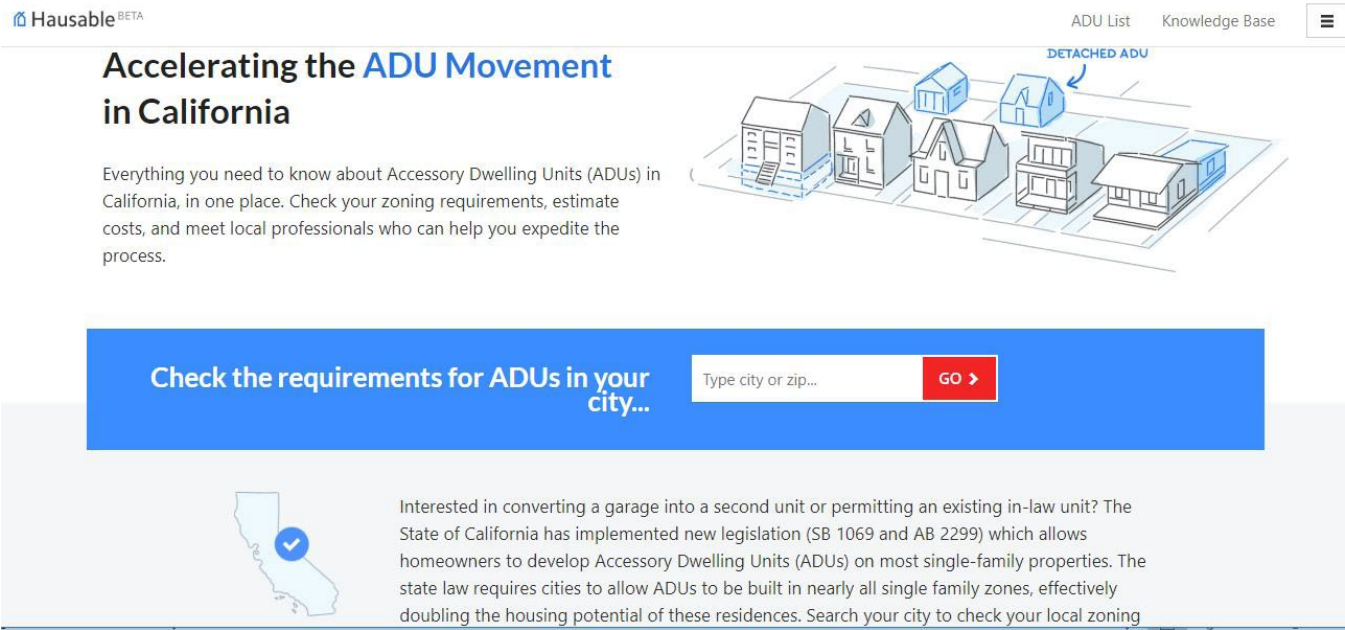 Hausable BETA
ADU List Knowledge Base
Accelerating the ADU Movement
in California
DETACHED ADU
Everything you need to know about Accessory Dwelling Units (ADUs) in
California, in one place. Check your zoning requirements, estimate
costs, and meet local professionals who can help you expedite the
process.
Check the requirements for ADUs in your
city...
Type city or zip...
GO
Interested in converting a garage into a second unit or permitting an existing in-law unit? The
State of California has implemented new legislation (SB 1069 and AB 2299) which allows
homeowners to develop Accessory Dwelling Units (ADUs) on most single-family properties. The
state law requires cities to allow ADUs to be built in nearly all single family zones, effectively
doubling the housing potential of these residences. Search your city to check your local zoning